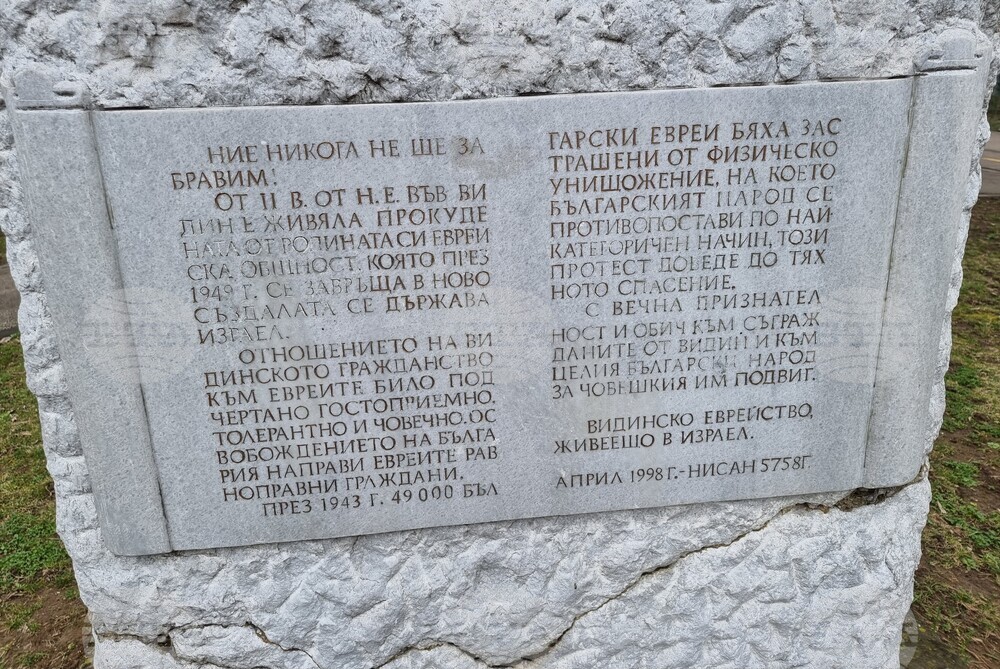 НИЕ НИКОГА НЕ ЩЕ ЗА
БРАВИМ!
ОТ II В. ОТ Н.Е. ВЪВ ВИ
ДИН Е ЖИВЯЛА ПРОКУДЕ
НАТА ОТ РОДИНАТА СИ ЕВРЕЙ
СКА ОБЩНОСТ, КОЯТО ПРЕЗ
1949 Г. СЕ ЗАВРЪЩА В НОВО
СЪЗДАЛАТА СЕ ДЪРЖАВА
ИЗРАЕЛ.
ОТНОШЕНИЕТО НА ВИ
ДИНСКОТО ГРАЖДАНСТВО
КЪМ ЕВРЕИТЕ БИЛО ПОД
ЧЕРТАНО ГОСТОПРИЕМНО,
ТОЛЕРАНТНО И ЧОВЕЧНО. ОС
ВОБОЖДЕНИЕТО НА БЪЛГА
РИЯ НАПРАВИ ЕВРЕИТЕ РАВ
НОПРАВНИ ГРАЖДАНИ.
ПРЕЗ 1943 Г. 49000 БЪЛ
ГАРСКИ ЕВРЕИ БЯХА ЗАС
ТРАШЕНИ ОТ ФИЗИЧЕСКО
УНИЩОЖЕНИЕ, НА КОЕТО
БЪЛГАРСКИЯТ НАРОД СЕ
ПРОТИВОПОСТАВИ ПО НАЙ
КАТЕГОРИЧЕН НАЧИН, ТОЗИ
ПРОТЕСТ ДОВЕДЕ ДО ТЯХ
НОТО СПАСЕНИЕ.
С ВЕЧНА ПРИЗНАТЕЛ
НОСТ И ОБИЧ КЪМ СЪГРАЖ
ДАНИТЕ ОТ ВИДИН И КЪМ
ЦЕЛИЯ БЪЛГАРСКИ НАРОД
ЗА ЧОВЕШКИЯ ИМ ПОДВИГ.
ВИДИНСКО ЕВРЕЙСТВО,
ЖИВЕЕЩО В ИЗРАЕЛ.
АПРИЛ 1998 Г. - НИСАН 5758Г